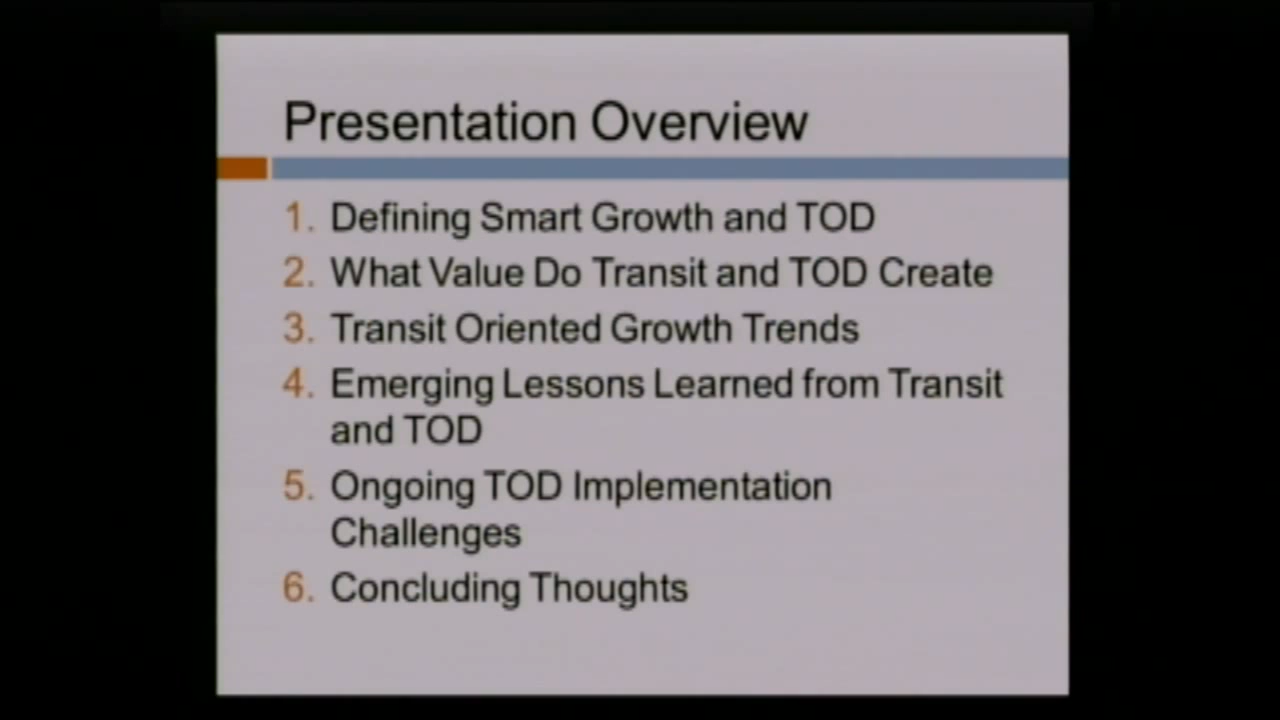 Presentation Overview
1. Defining Smart Growth and TOD
2. What Value Do Transit and TOD Create
3. Transit Oriented Growth Trends
4. Emerging Lessons Learned from Transit
and TOD
5. Ongoing TOD Implementation
Challenges
6. Concluding Thoughts